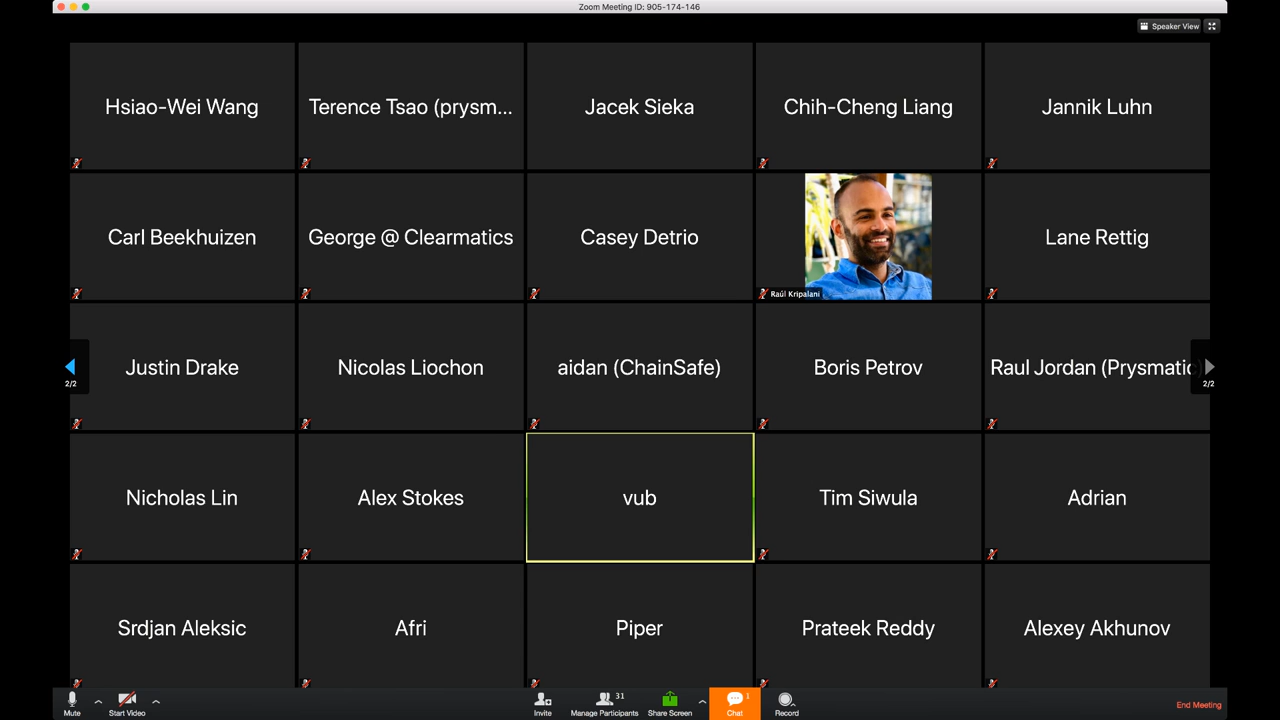 Zoom Meeting ID: 905-174-146
Speaker View
Hsiao-Wei Wang
Terence Tsao (prysm...
Jacek Sieka
Chih-Cheng Liang
Jannik Luhn
Carl Beekhuizen
George @ Clearmatics
Casey Detrio
Raúl Kripalani
Lane Rettig
2/2
Justin Drake
Nicolas Liochon
aidan (ChainSafe)
Boris Petrov
Raul Jordan (Prysmatic
2/2
Nicholas Lin
Alex Stokes
vub
Tim Siwula
Adrian
Srdjan Aleksic
Afri
Piper
Prateek Reddy
Alexey Akhunov
Mute
Start Video
Invite
31
Manage Participants
Share Screen
1
Chat
Record
End Meeting